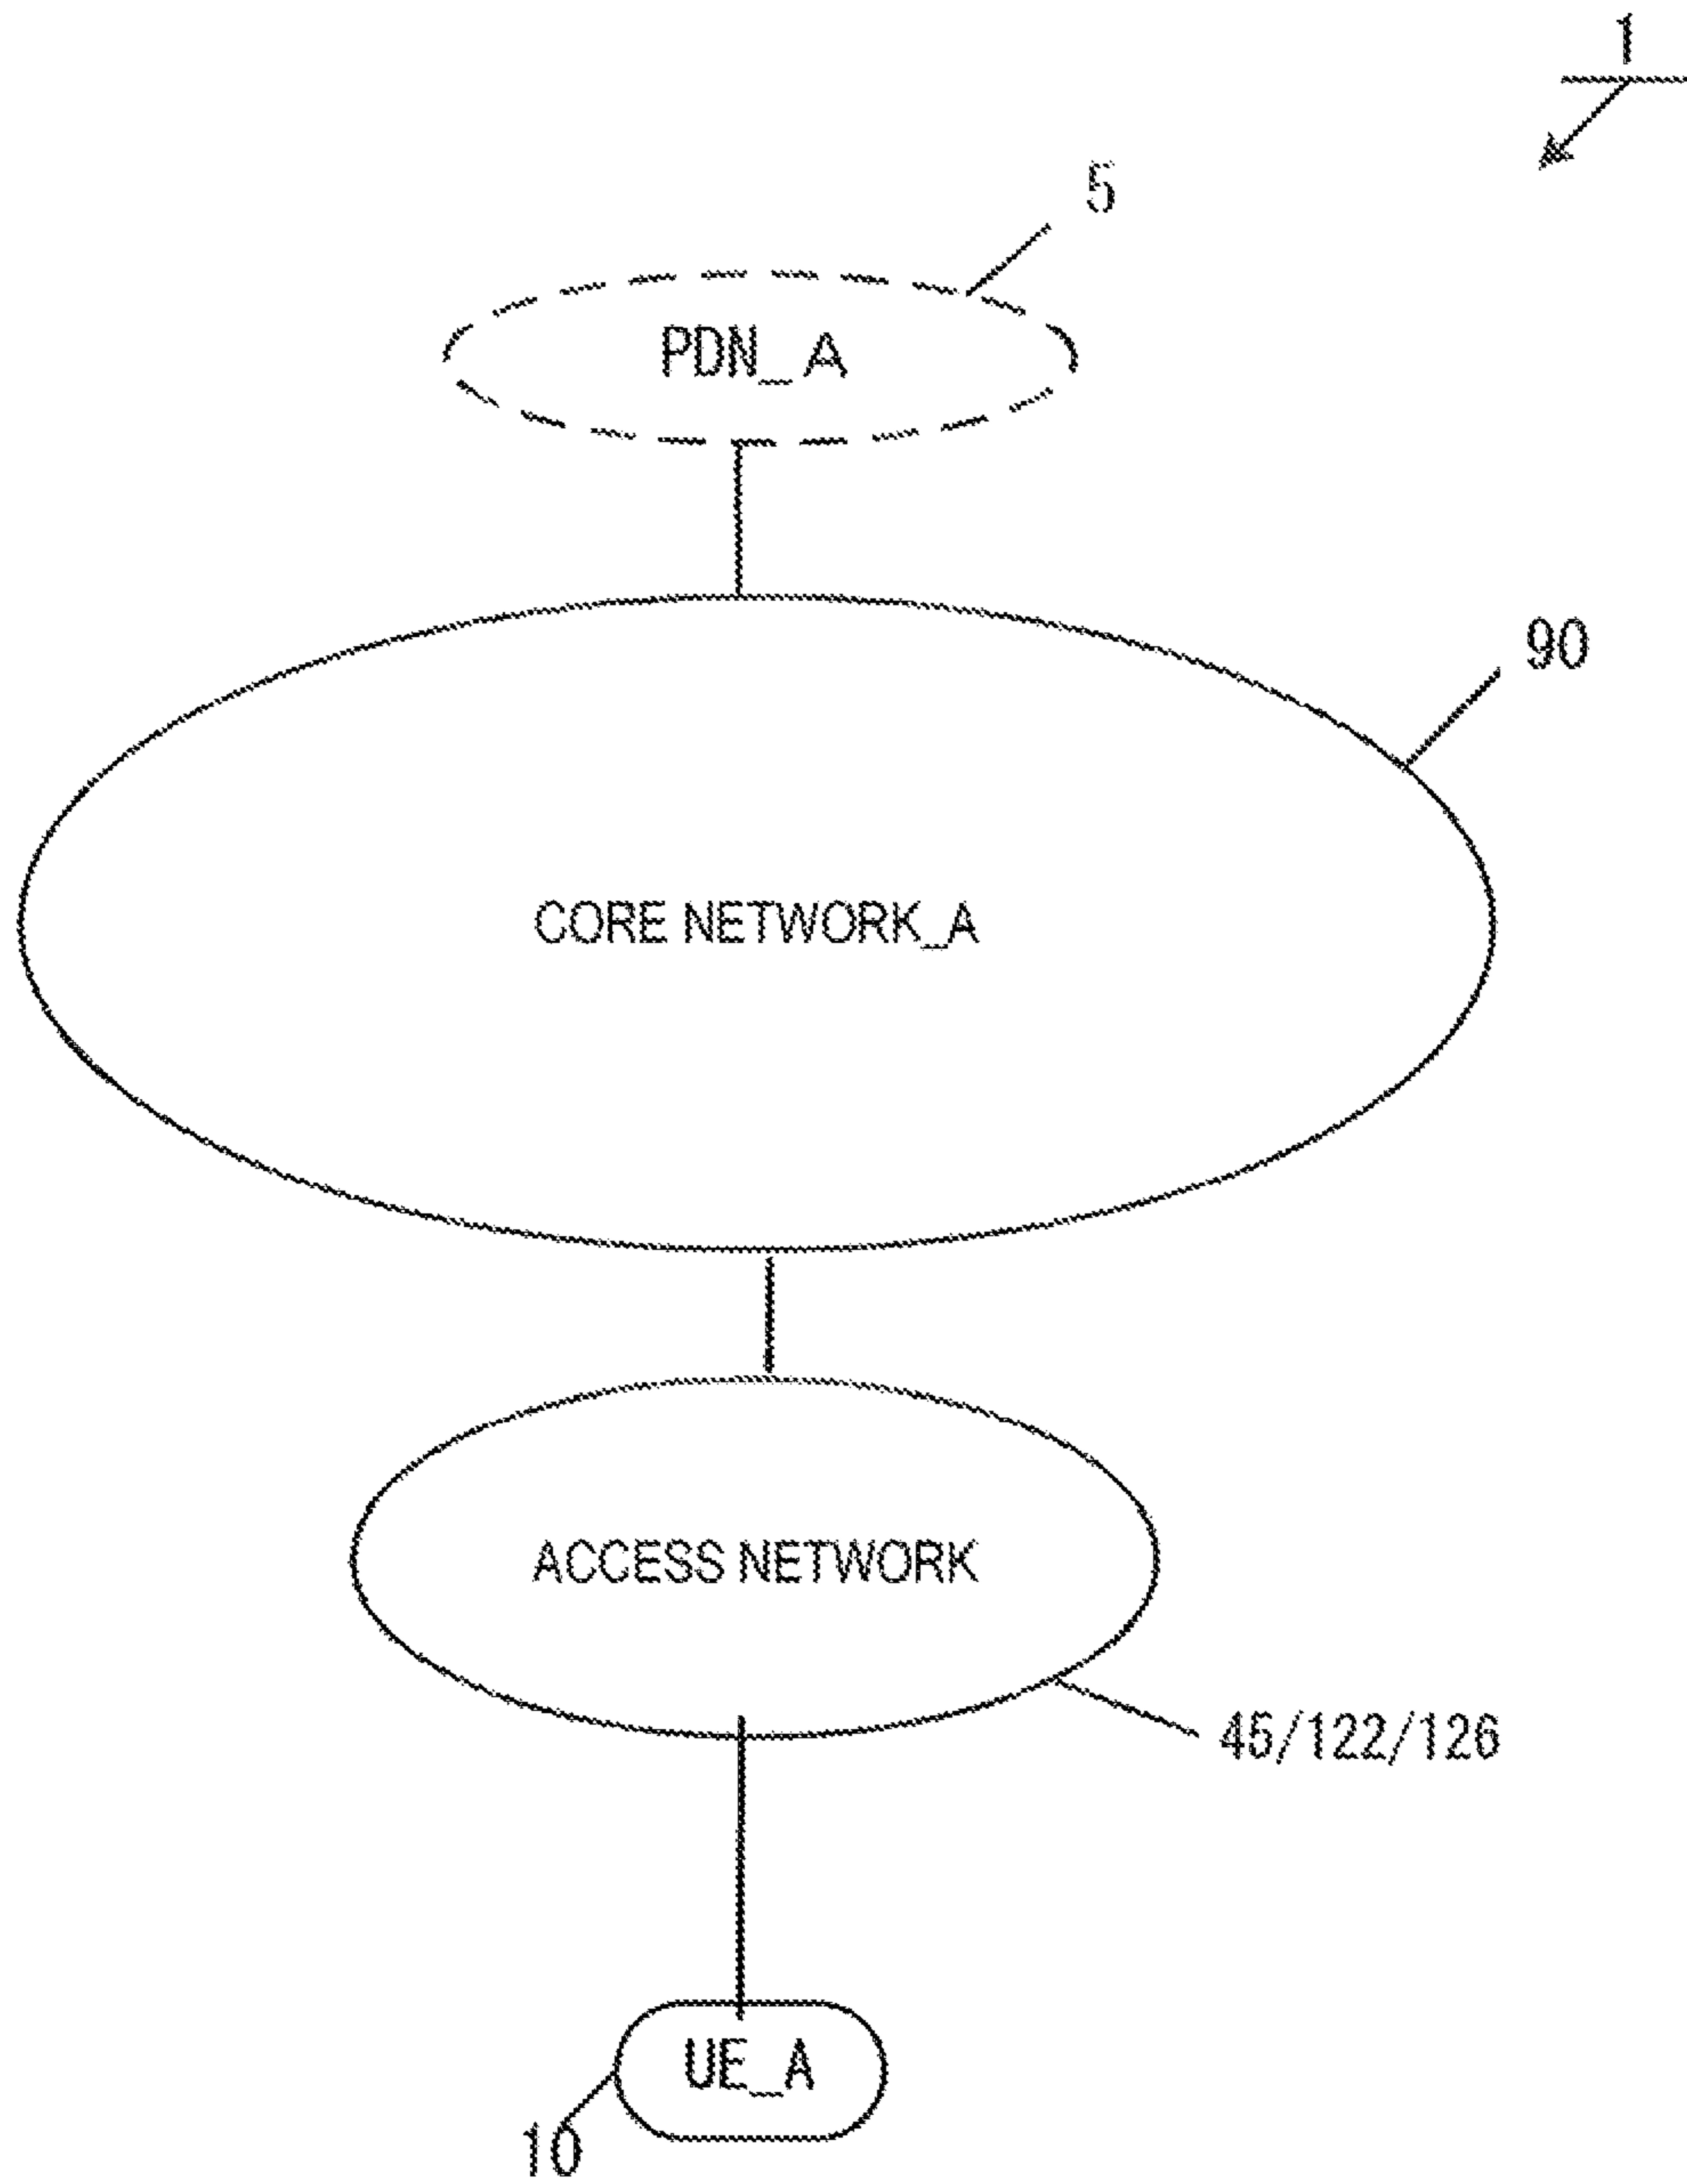 1
5
PDN_A
90
CORE NETWORK_A
ACCESS NETWORK
45/122/126
UE_A
10